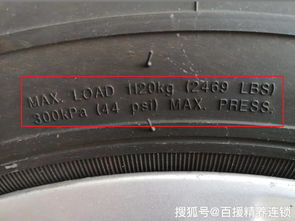 MAX. LOAD 1120kg (2469 LBS)
300kPa (44 psi) MAX. PRESS.
搜狐号@百援精养连锁